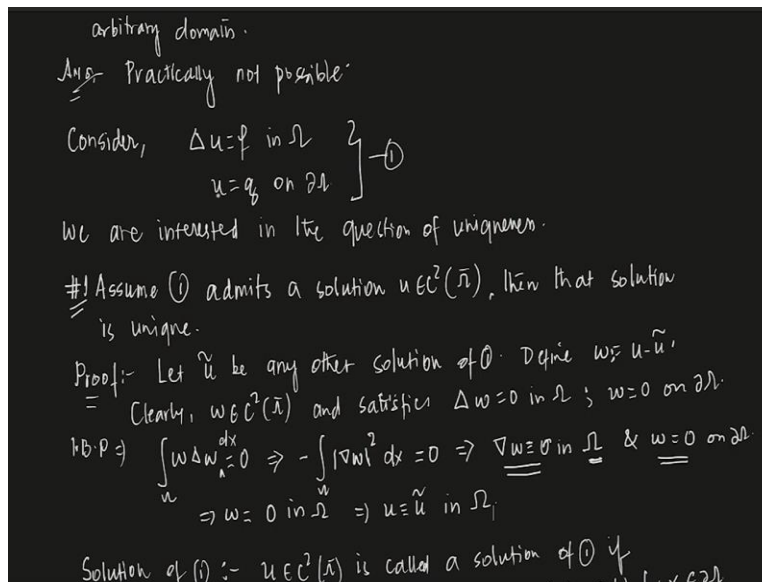 arbitrary domain.
Ans Practically not possible.
Consider, Δu=f in Ω
u=g on ∂Ω } -①
We are interested in the question of uniqueness.
#1 Assume ① admits a solution u∈C²(Ω̄), then that solution
is unique.
Proof:- Let ũ be any other solution of ①. Define w= u-ũ.
Clearly, w∈C²(Ω̄) and satisfies Δw=0 in Ω ; w=0 on ∂Ω.
I.B.P ⇒ ∫_Ω wΔw dx = 0 ⇒ -∫_Ω |∇w|² dx = 0 ⇒ ∇w≡0 in Ω & w=0 on ∂Ω.
⇒ w= 0 in Ω ⇒ u≡ũ in Ω.
Solution of (1) :- u∈C²(Ω̄) is called a solution of ① if